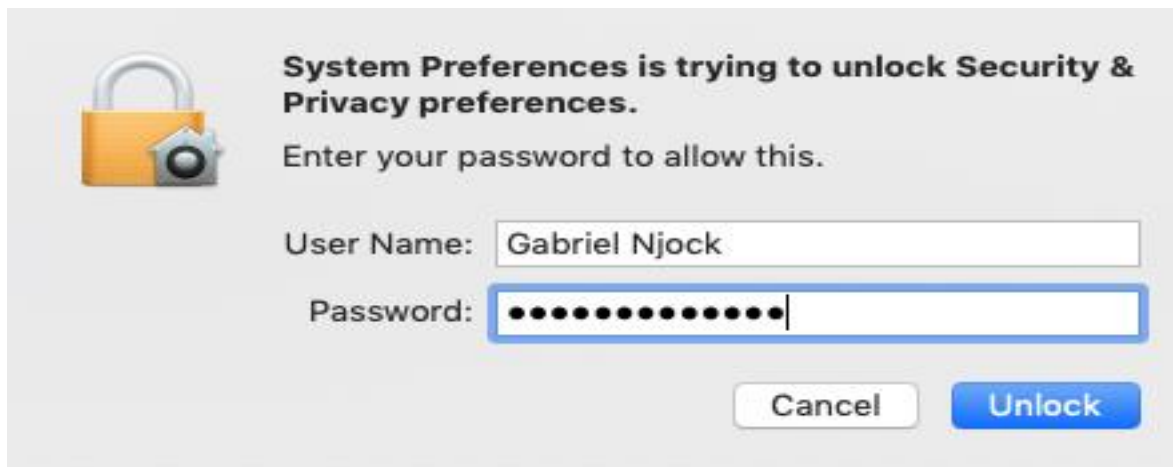 System Preferences is trying to unlock Security &
Privacy preferences.
Enter your password to allow this.
User Name: Gabriel Njock
Password: •••••••••••••
Cancel Unlock